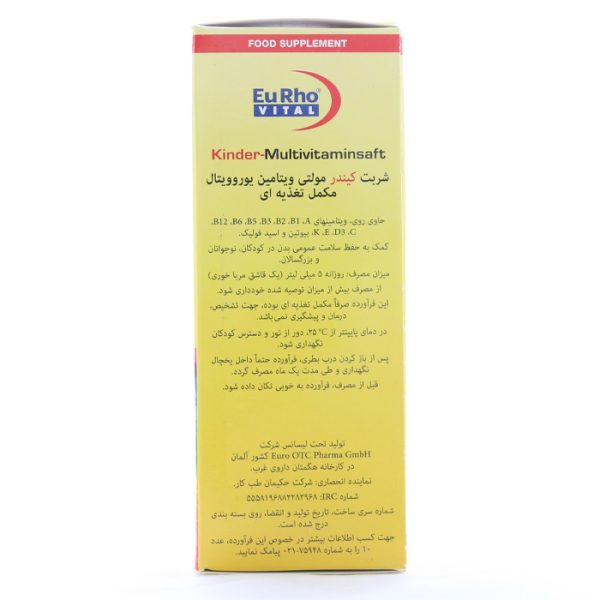 FOOD SUPPLEMENT
EuRho®
VITAL
Kinder-Multivitaminsaft
شربت کیندر مولتی ویتامین یوروویتال
مکمل تغذیه ای
حاوی روی، ویتامینهای B12 ،B6 ،B5 ،B3 ،B2 ،B1 ،A،
K ،E ،D3 ،C، بیوتین و اسید فولیک.
کمک به حفظ سلامت عمومی بدن در کودکان، نوجوانان
و بزرگسالان.
میزان مصرف: روزانه ۵ میلی لیتر (یک قاشق مربا خوری)
از مصرف بیش از میزان توصیه شده خودداری شود.
این فرآورده صرفاً مکمل تغذیه ای بوده، جهت تشخیص،
درمان و پیشگیری نمی‌باشد.
در دمای پایینتر از ۲۵ °C، دور از نور و دسترس کودکان
نگهداری شود.
پس از باز کردن درب بطری، فرآورده حتماً داخل یخچال
نگهداری و طی مدت یک ماه مصرف گردد.
قبل از مصرف، فرآورده به خوبی تکان داده شود.
تولید تحت لیسانس شرکت
Euro OTC Pharma GmbH کشور آلمان
در کارخانه هگمتان داروی غرب.
نماینده انحصاری: شرکت حکیمان طب کار.
شماره IRC: ۵۵۵۸۱۹۶۸۸۲۲۸۲۹۶۸
شماره سری ساخت، تاریخ تولید و انقضا، روی بسته بندی
درج شده است.
جهت کسب اطلاعات بیشتر در خصوص این فرآورده، عدد
۱۰ را به شماره ۷۵۹۴۸-۰۲۱ پیامک نمایید.